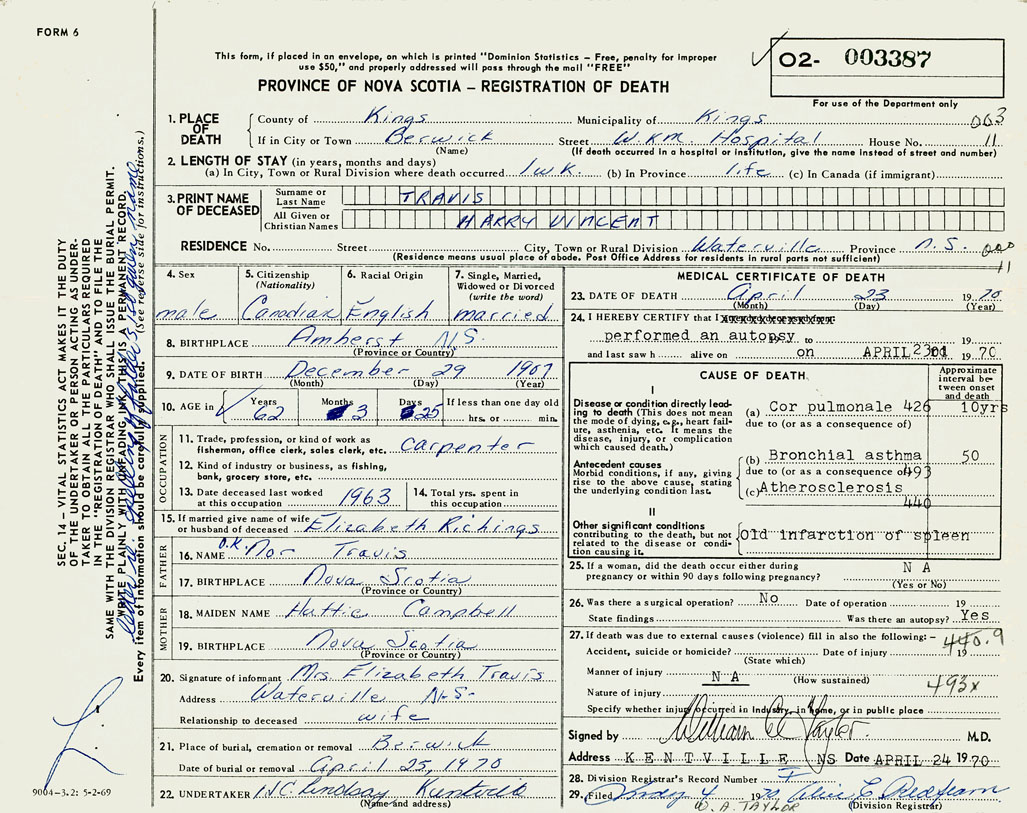 FORM 6
This form, if placed in an envelope, on which is printed "Dominion Statistics – Free, penalty for improper
use $50," and properly addressed will pass through the mail "FREE"
PROVINCE OF NOVA SCOTIA – REGISTRATION OF DEATH
O2- 003387
For use of the Department only
1. PLACE OF DEATH
County of Kings Municipality of Kings 063
If in City or Town Berwick Street W.K.M. Hospital House No. 11
(Name) (If death occurred in a hospital or institution, give the name instead of street and number)
2. LENGTH OF STAY (in years, months and days)
(a) In City, Town or Rural Division where death occurred 1 wk. (b) In Province life (c) In Canada (if immigrant)
3. PRINT NAME OF DECEASED
Surname or Last Name TRAVIS
All Given or Christian Names HARRY VINCENT
RESIDENCE No. Street City, Town or Rural Division Waterville Province N.S.
(Residence means usual place of abode. Post Office Address for residents in rural parts not sufficient)
11
4. Sex
male
5. Citizenship
(Nationality)
Canadian
6. Racial Origin
English
7. Single, Married, Widowed or Divorced
(write the word)
married
8. BIRTHPLACE Amherst N.S.
(Province or Country)
9. DATE OF BIRTH December 29 1907
(Month) (Day) (Year)
10. AGE in Years 62 Months 3 Days 25 If less than one day old
hrs. or min.
OCCUPATION
11. Trade, profession, or kind of work as
fisherman, office clerk, sales clerk, etc. carpenter
12. Kind of industry or business, as fishing,
bank, grocery store, etc.
13. Date deceased last worked
at this occupation 1963
14. Total yrs. spent in
this occupation
15. If married give name of wife
or husband of deceased Elizabeth Richings
FATHER
16. NAME O.K. Nor Travis
17. BIRTHPLACE Nova Scotia
(Province or Country)
MOTHER
18. MAIDEN NAME Hattie Campbell
19. BIRTHPLACE Nova Scotia
(Province or Country)
20. Signature of informant Mrs. Elizabeth Travis
Address Waterville N.S.
Relationship to deceased wife
21. Place of burial, cremation or removal Berwick
Date of burial or removal April 25, 1970
22. UNDERTAKER Lindsay
(Name and address)
MEDICAL CERTIFICATE OF DEATH
23. DATE OF DEATH April 23 1970
(Month) (Day) (Year)
24. I HEREBY CERTIFY that I
performed an autopsy to 19
and last saw h alive on on APRIL 23rd 1970
CAUSE OF DEATH
Approximate interval between onset and death
I
Disease or condition directly leading to death (This does not
mean the mode of dying, e.g., heart failure, asthenia, etc. It means the
disease, injury, or complication
which caused death.)
(a) Cor pulmonale 426 10yrs
due to (or as a consequence of)
Antecedent causes
Morbid conditions, if any, giving
rise to the above cause, stating
the underlying condition last.
(b) Bronchial asthma 50
due to (or as a consequence of) 493
(c) Atherosclerosis
440
II
Other significant conditions
contributing to the death, but not
related to the disease or condition causing it.
Old infarction of spleen
25. If a woman, did the death occur either during
pregnancy or within 90 days following pregnancy? N A
(Yes or No)
26. Was there a surgical operation? No Date of operation 19
State findings Was there an autopsy? Yes
27. If death was due to external causes (violence) fill in also the following: – 440.9
Accident, suicide or homicide? Date of injury 19
(State which)
Manner of injury N A (How sustained)
Nature of injury 493x
Specify whether injury occurred in Industry, in home, or in public place
Signed by William A Taylor M.D.
Address KENTVILLE NS Date APRIL 24 1970
28. Division Registrar's Record Number
29. Filed 1970
W. A. TAYLOR (Division Registrar)
SEC. 14 – VITAL STATISTICS ACT MAKES IT THE DUTY
OF THE UNDERTAKER OR PERSON ACTING AS UNDER-
TAKER TO OBTAIN ALL THE PARTICULARS REQUIRED
IN THE "REGISTRATION OF DEATH" AND TO FILE THE
SAME WITH THE DIVISION REGISTRAR WHO SHALL ISSUE THE BURIAL PERMIT.
WRITE PLAINLY WITH UNFADING INK, THIS IS A PERMANENT RECORD.
Every item of information should be carefully supplied. (See reverse side for instructions.)
9004-3.2: 5-2-69